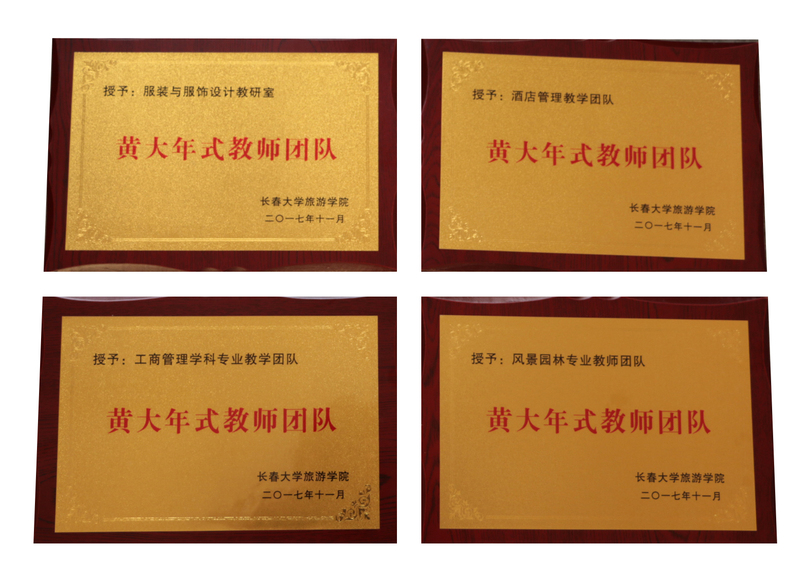 授予：服装与服饰设计教研室
黄大年式教师团队
长春大学旅游学院
二〇一七年十一月
授予：酒店管理教学团队
黄大年式教师团队
长春大学旅游学院
二〇一七年十一月
授予：工商管理学科专业教学团队
黄大年式教师团队
长春大学旅游学院
二〇一七年十一月
授予：风景园林专业教师团队
黄大年式教师团队
长春大学旅游学院
二〇一七年十一月